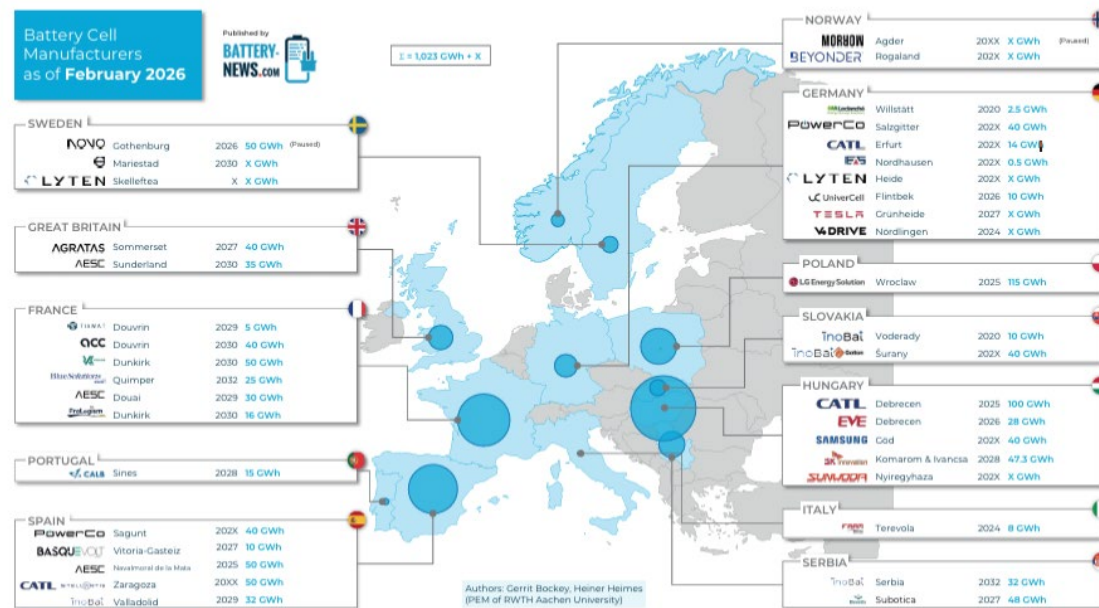 Battery Cell
Manufacturers
as of February 2026
Published by
BATTERY-
NEWS.COM
Σ = 1,023 GWh + X
SWEDEN
NOVO Gothenburg 2026 50 GWh (Paused)
Mariestad 2030 X GWh
LYTEN Skelleftea X X GWh
GREAT BRITAIN
AGRATAS Sommerset 2027 40 GWh
AESC Sunderland 2030 35 GWh
FRANCE
TIAMAT Douvrin 2029 5 GWh
acc Douvrin 2030 40 GWh
Dunkirk 2030 50 GWh
BlueSolutions Quimper 2032 25 GWh
AESC Douai 2029 30 GWh
ProLogium Dunkirk 2030 16 GWh
PORTUGAL
CALB Sines 2028 15 GWh
SPAIN
PowerCo Sagunt 202X 40 GWh
BASQUEVOLT Vitoria-Gasteiz 2027 10 GWh
AESC Navalmoral de la Mata 2025 50 GWh
CATL STELLANTIS Zaragoza 20XX 50 GWh
InoBat Valladolid 2029 32 GWh
NORWAY
MORROW Agder 20XX X GWh (Paused)
BEYONDER Rogaland 202X X GWh
GERMANY
Leclanché Willstätt 2020 2.5 GWh
PowerCo Salzgitter 202X 40 GWh
CATL Erfurt 202X 14 GWh
EAS Nordhausen 202X 0.5 GWh
LYTEN Heide 202X X GWh
UniverCell Flintbek 2026 10 GWh
TESLA Grünheide 2027 X GWh
V4DRIVE Nördlingen 2024 X GWh
POLAND
LG Energy Solution Wroclaw 2025 115 GWh
SLOVAKIA
InoBat Voderady 2020 10 GWh
InoBat Gotion Šurany 202X 40 GWh
HUNGARY
CATL Debrecen 2025 100 GWh
EVE Debrecen 2026 28 GWh
SAMSUNG God 202X 40 GWh
SK innovation Komarom & Ivancsa 2028 47.3 GWh
SUNWODA Nyiregyhaza 202X X GWh
ITALY
FAAM Terevola 2024 8 GWh
SERBIA
InoBat Serbia 2032 32 GWh
Subotica 2027 48 GWh
Authors: Gerrit Bockey, Heiner Heimes
(PEM of RWTH Aachen University)